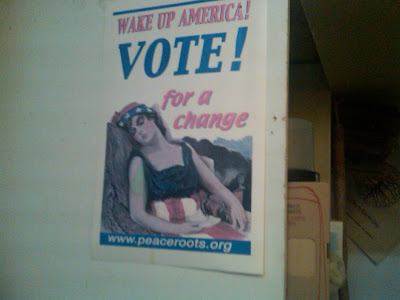 WAKE UP AMERICA!
VOTE!
for a
change
www.peaceroots.org